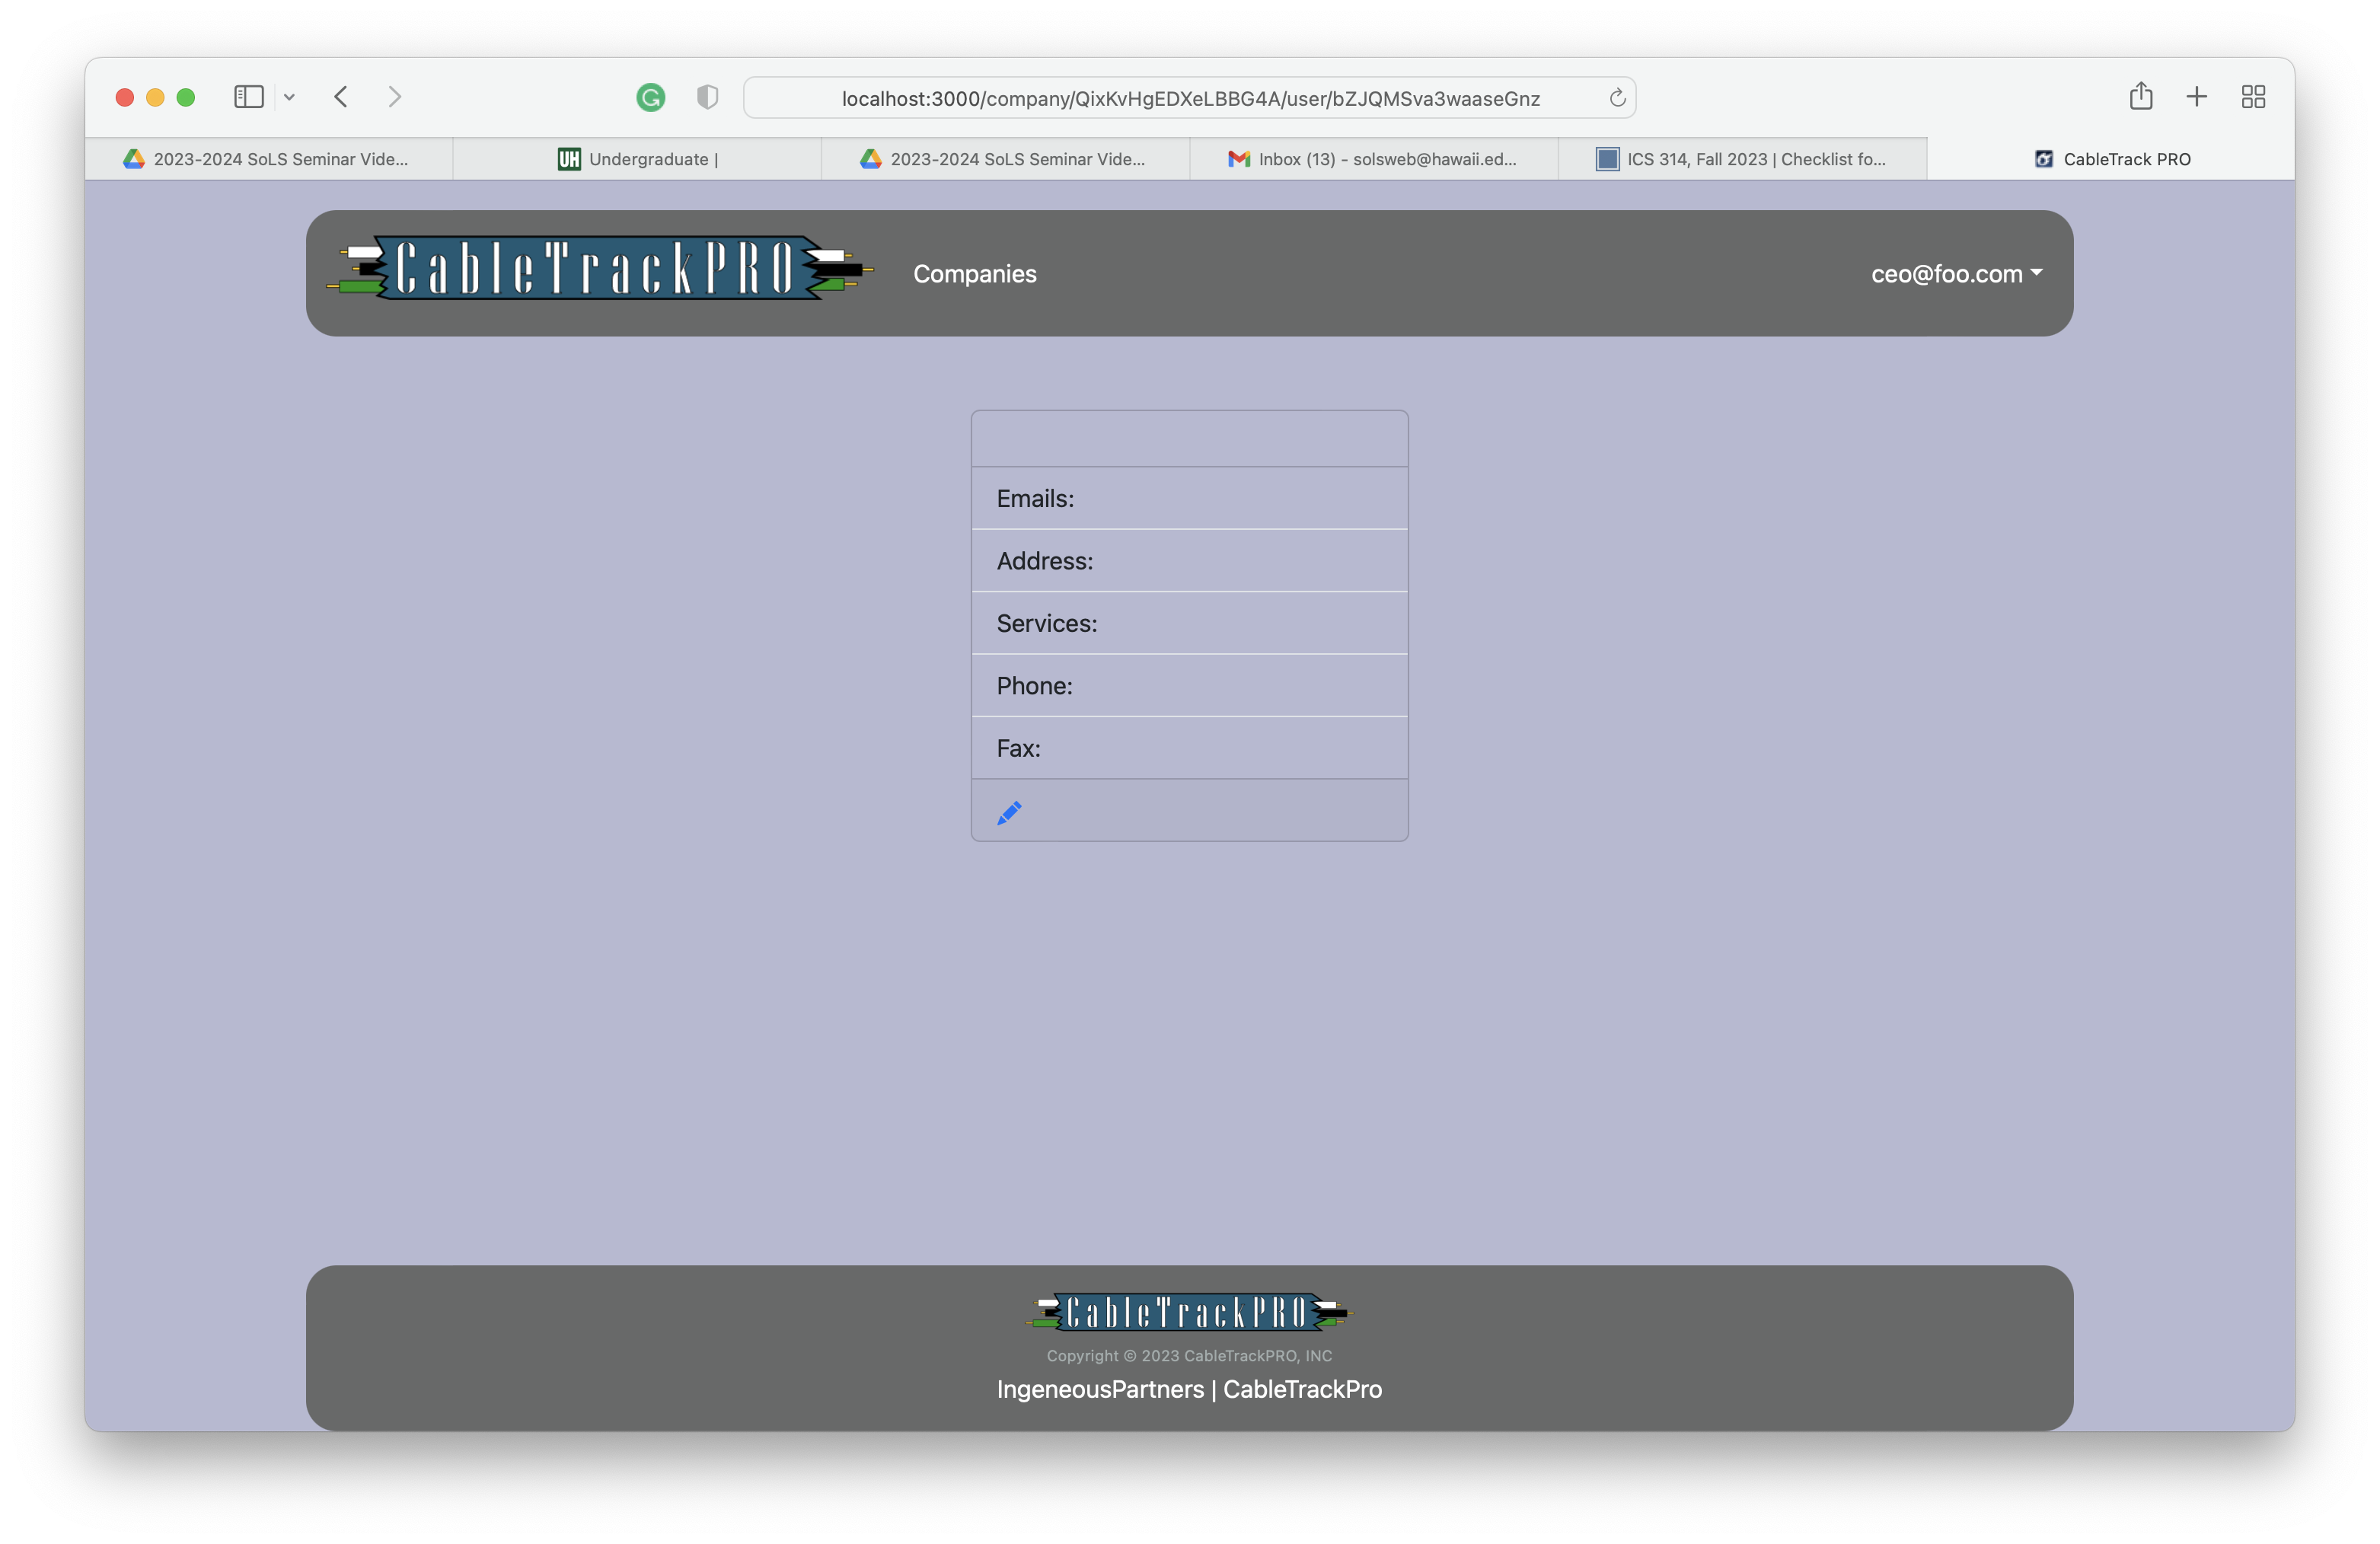 localhost:3000/company/QixKvHgEDXeLBBG4A/user/bZJQMSva3waaseGnz
2023-2024 SoLS Seminar Vide...
UH Undergraduate |
2023-2024 SoLS Seminar Vide...
Inbox (13) - solsweb@hawaii.ed...
ICS 314, Fall 2023 | Checklist fo...
CableTrack PRO
CableTrackPRO
Companies
ceo@foo.com
Emails:
Address:
Services:
Phone:
Fax:
CableTrackPRO
Copyright © 2023 CableTrackPRO, INC
IngeneousPartners | CableTrackPro